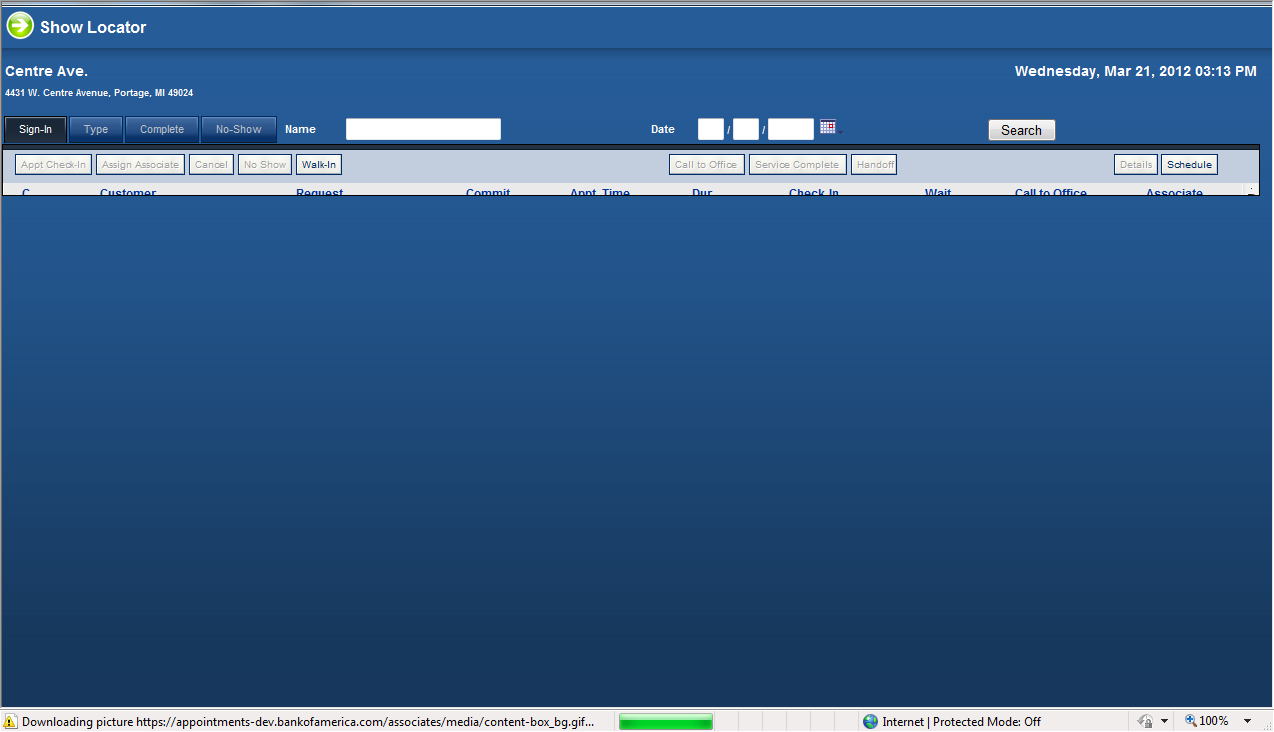 Show Locator
Centre Ave. Wednesday, Mar 21, 2012 03:13 PM
4431 W. Centre Avenue, Portage, MI 49024
Sign-In Type Complete No-Show Name Date / / Search
Appt Check-In Assign Associate Cancel No Show Walk-In Call to Office Service Complete Handoff Details Schedule
C Customer Request Commit Appt. Time Dur Check In Wait Call to Office Associate
Downloading picture https://appointments-dev.bankofamerica.com/associates/media/content-box_bg.gif... Internet | Protected Mode: Off 100%